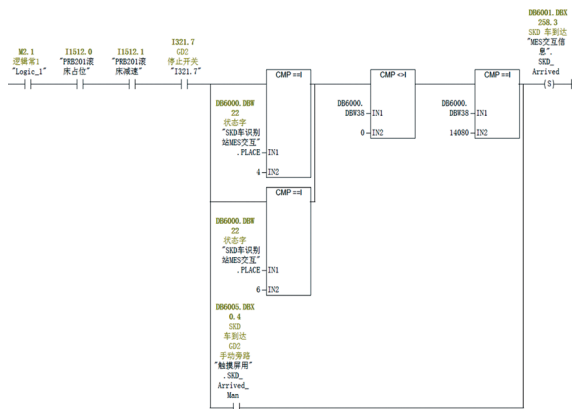 DB6001.DBX
258.3
SKD 车到达
"MES交互信
息".
SKD_
Arrived
M2.1
逻辑常1
"Logic_1"
I1512.0
"PRB201滚
床占位"
I1512.1
"PRB201滚
床减速"
I321.7
GD2
停止开关
"I321.7"
CMP ==I
DB6000.DBW
22
状态字
"SKD车识别
站MES交互"
.PLACE
IN1
4
IN2
CMP <>I
DB6000.
DBW38
IN1
0
IN2
CMP ==I
DB6000.
DBW38
IN1
14080
IN2
(S)
CMP ==I
DB6000.DBW
22
状态字
"SKD车识别
站MES交互"
.PLACE
IN1
6
IN2
DB6005.DBX
0.4
SKD
车到达
GD2
手动旁路
"触摸屏用"
.SKD_
Arrived_
Man